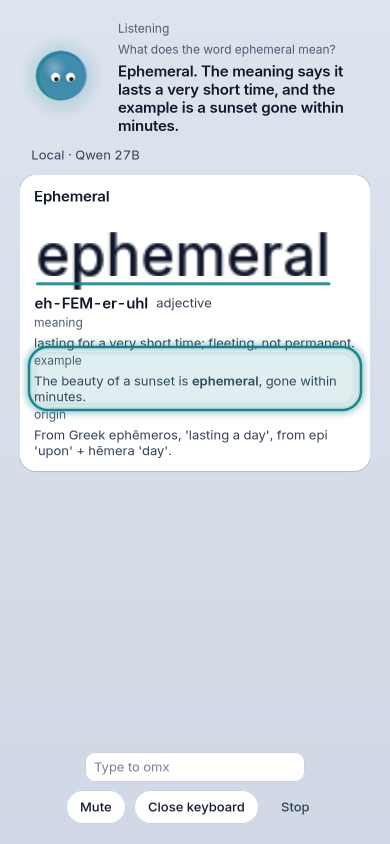 Listening
What does the word ephemeral mean?
Ephemeral. The meaning says it
lasts a very short time, and the
example is a sunset gone within
minutes.
Local · Qwen 27B
Ephemeral
ephemeral
eh-FEM-er-uhl adjective
meaning
lasting for a very short time; fleeting, not permanent.
example
The beauty of a sunset is ephemeral, gone within
minutes.
origin
From Greek ephēmeros, 'lasting a day', from epi
'upon' + hēmera 'day'.
Type to omx
Mute Close keyboard Stop